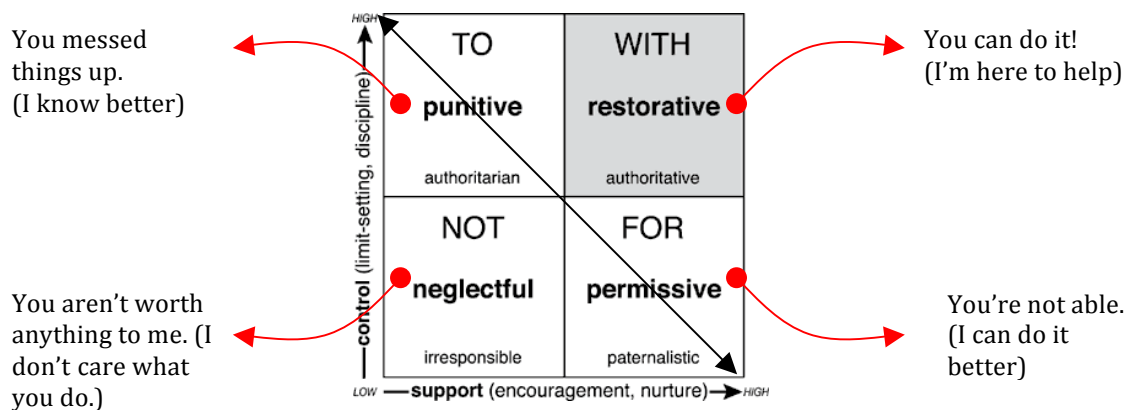 You messed
things up.
(I know better)
HIGH
TO
punitive
authoritarian
WITH
restorative
authoritative
You can do it!
(I'm here to help)
control (limit-setting, discipline)
You aren't worth
anything to me. (I
don't care what
you do.)
NOT
neglectful
irresponsible
FOR
permissive
paternalistic
You're not able.
(I can do it
better)
LOW
support (encouragement, nurture)
HIGH